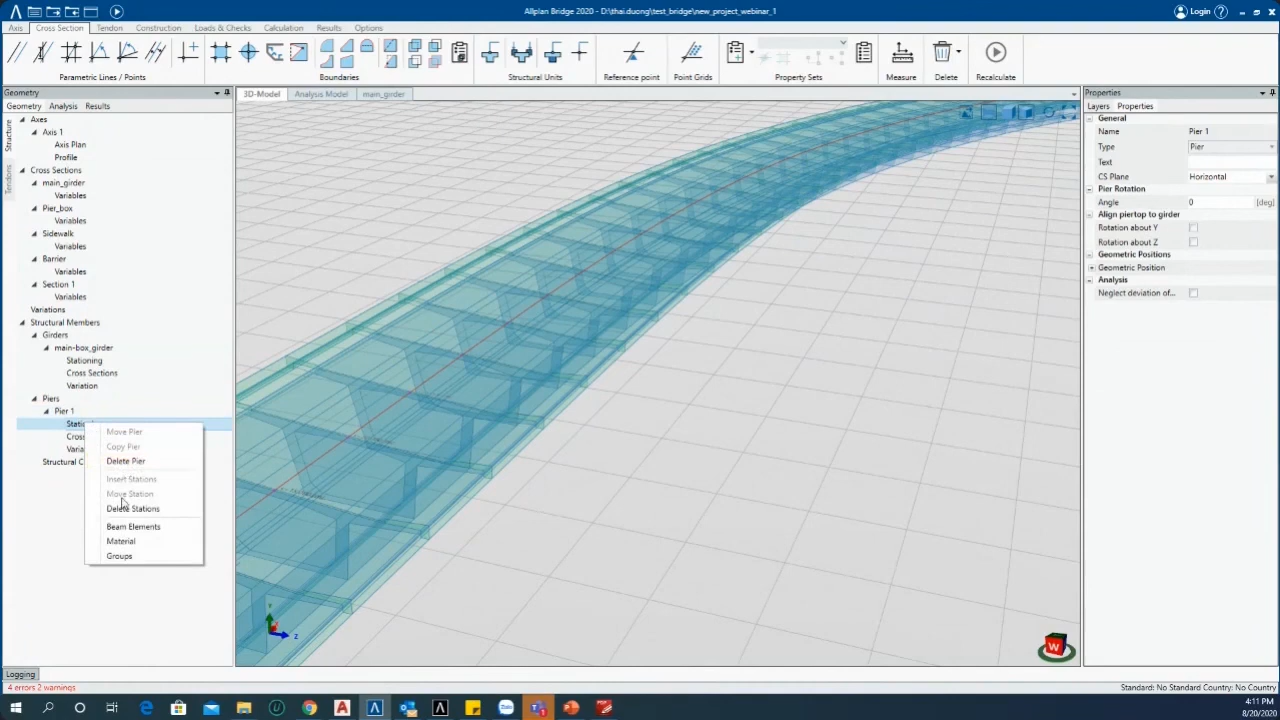 Allplan Bridge 2020 - D:\thai.duong\test_bridge\new_project_webinar_1
Login
Axis Cross Section Tendon Construction Loads & Checks Calculation Results Options
Parametric Lines / Points Boundaries Structural Units Reference point Point Grids Property Sets Measure Delete Recalculate
Geometry
Geometry Analysis Results
Structure
Tendons
Axes
Axis 1
Axis Plan
Profile
Cross Sections
main_girder
Variables
Pier_box
Variables
Sidewalk
Variables
Barrier
Variables
Section 1
Variables
Variations
Structural Members
Girders
main-box_girder
Stationing
Cross Sections
Variation
Piers
Pier 1
Static
Cross
Varia
Structural C
Move Pier
Copy Pier
Delete Pier
Insert Stations
Move Station
Delete Stations
Beam Elements
Material
Groups
3D-Model Analysis Model main_girder
Y
Z
W
Properties
Layers Properties
General
Name Pier 1
Type Pier
Text
CS Plane Horizontal
Pier Rotation
Angle 0 [deg]
Align piertop to girder
Rotation about Y
Rotation about Z
Geometric Positions
Geometric Position
Analysis
Neglect deviation of...
Logging
4 errors 2 warnings
Standard: No Standard Country: No Country:
4:11 PM
8/20/2020